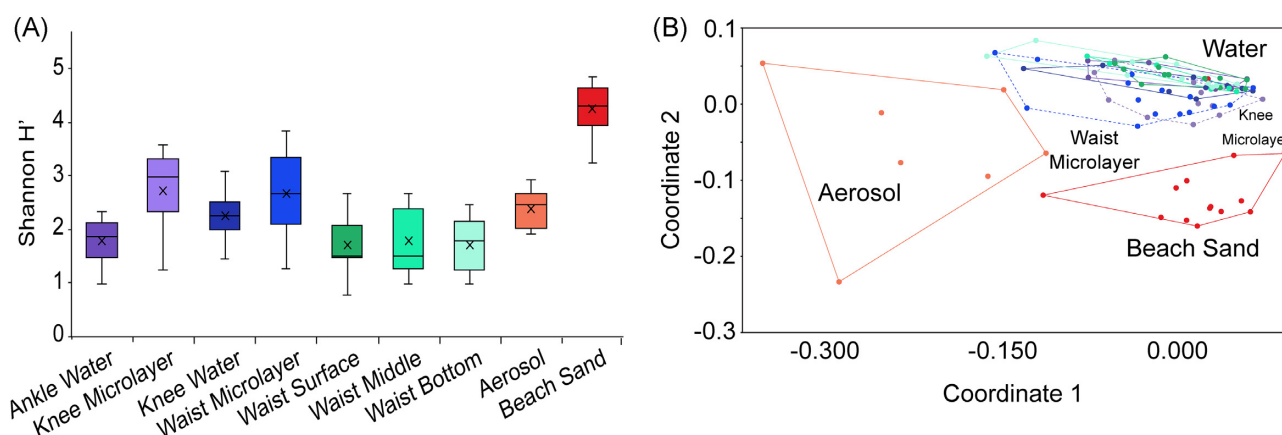 (A)
Shannon H'
5
4
3
2
1
0
Ankle Water
Knee Microlayer
Knee Water
Waist Microlayer
Waist Surface
Waist Middle
Waist Bottom
Aerosol
Beach Sand
(B)
Coordinate 2
0.1
0.0
-0.1
-0.2
-0.3
Water
Knee
Microlaye
Waist
Microlayer
Aerosol
Beach Sand
-0.300
-0.150
0.000
Coordinate 1